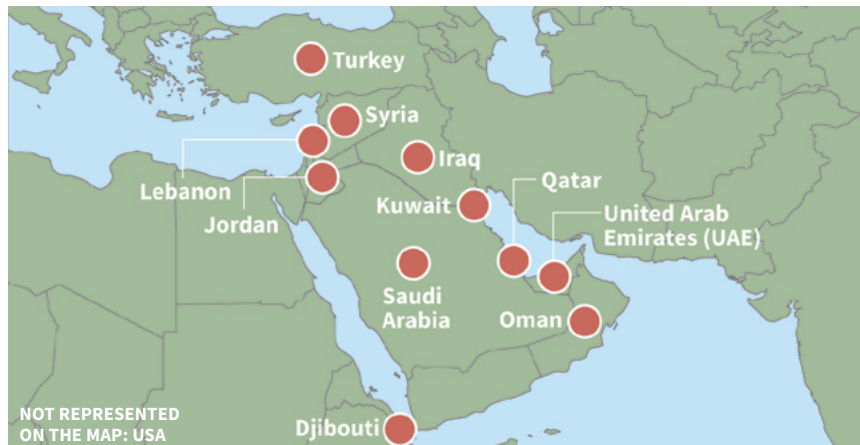 Turkey
Syria
Iraq
Lebanon
Jordan
Kuwait
Qatar
United Arab
Emirates (UAE)
Saudi
Arabia
Oman
Djibouti
NOT REPRESENTED
ON THE MAP: USA